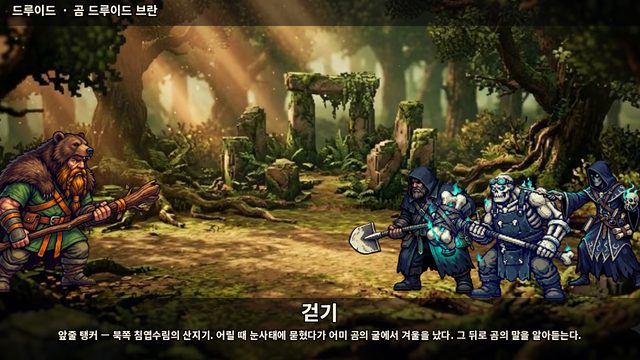 드루이드 · 곰 드루이드 브란
걷기
앞줄 탱커 — 북쪽 침엽수림의 산지기. 어릴 때 눈사태에 묻혔다가 어미 곰의 굴에서 겨울을 났다. 그 뒤로 곰의 말을 알아듣는다.